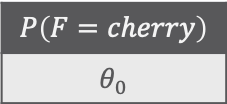 P(F = cherry)
θ₀